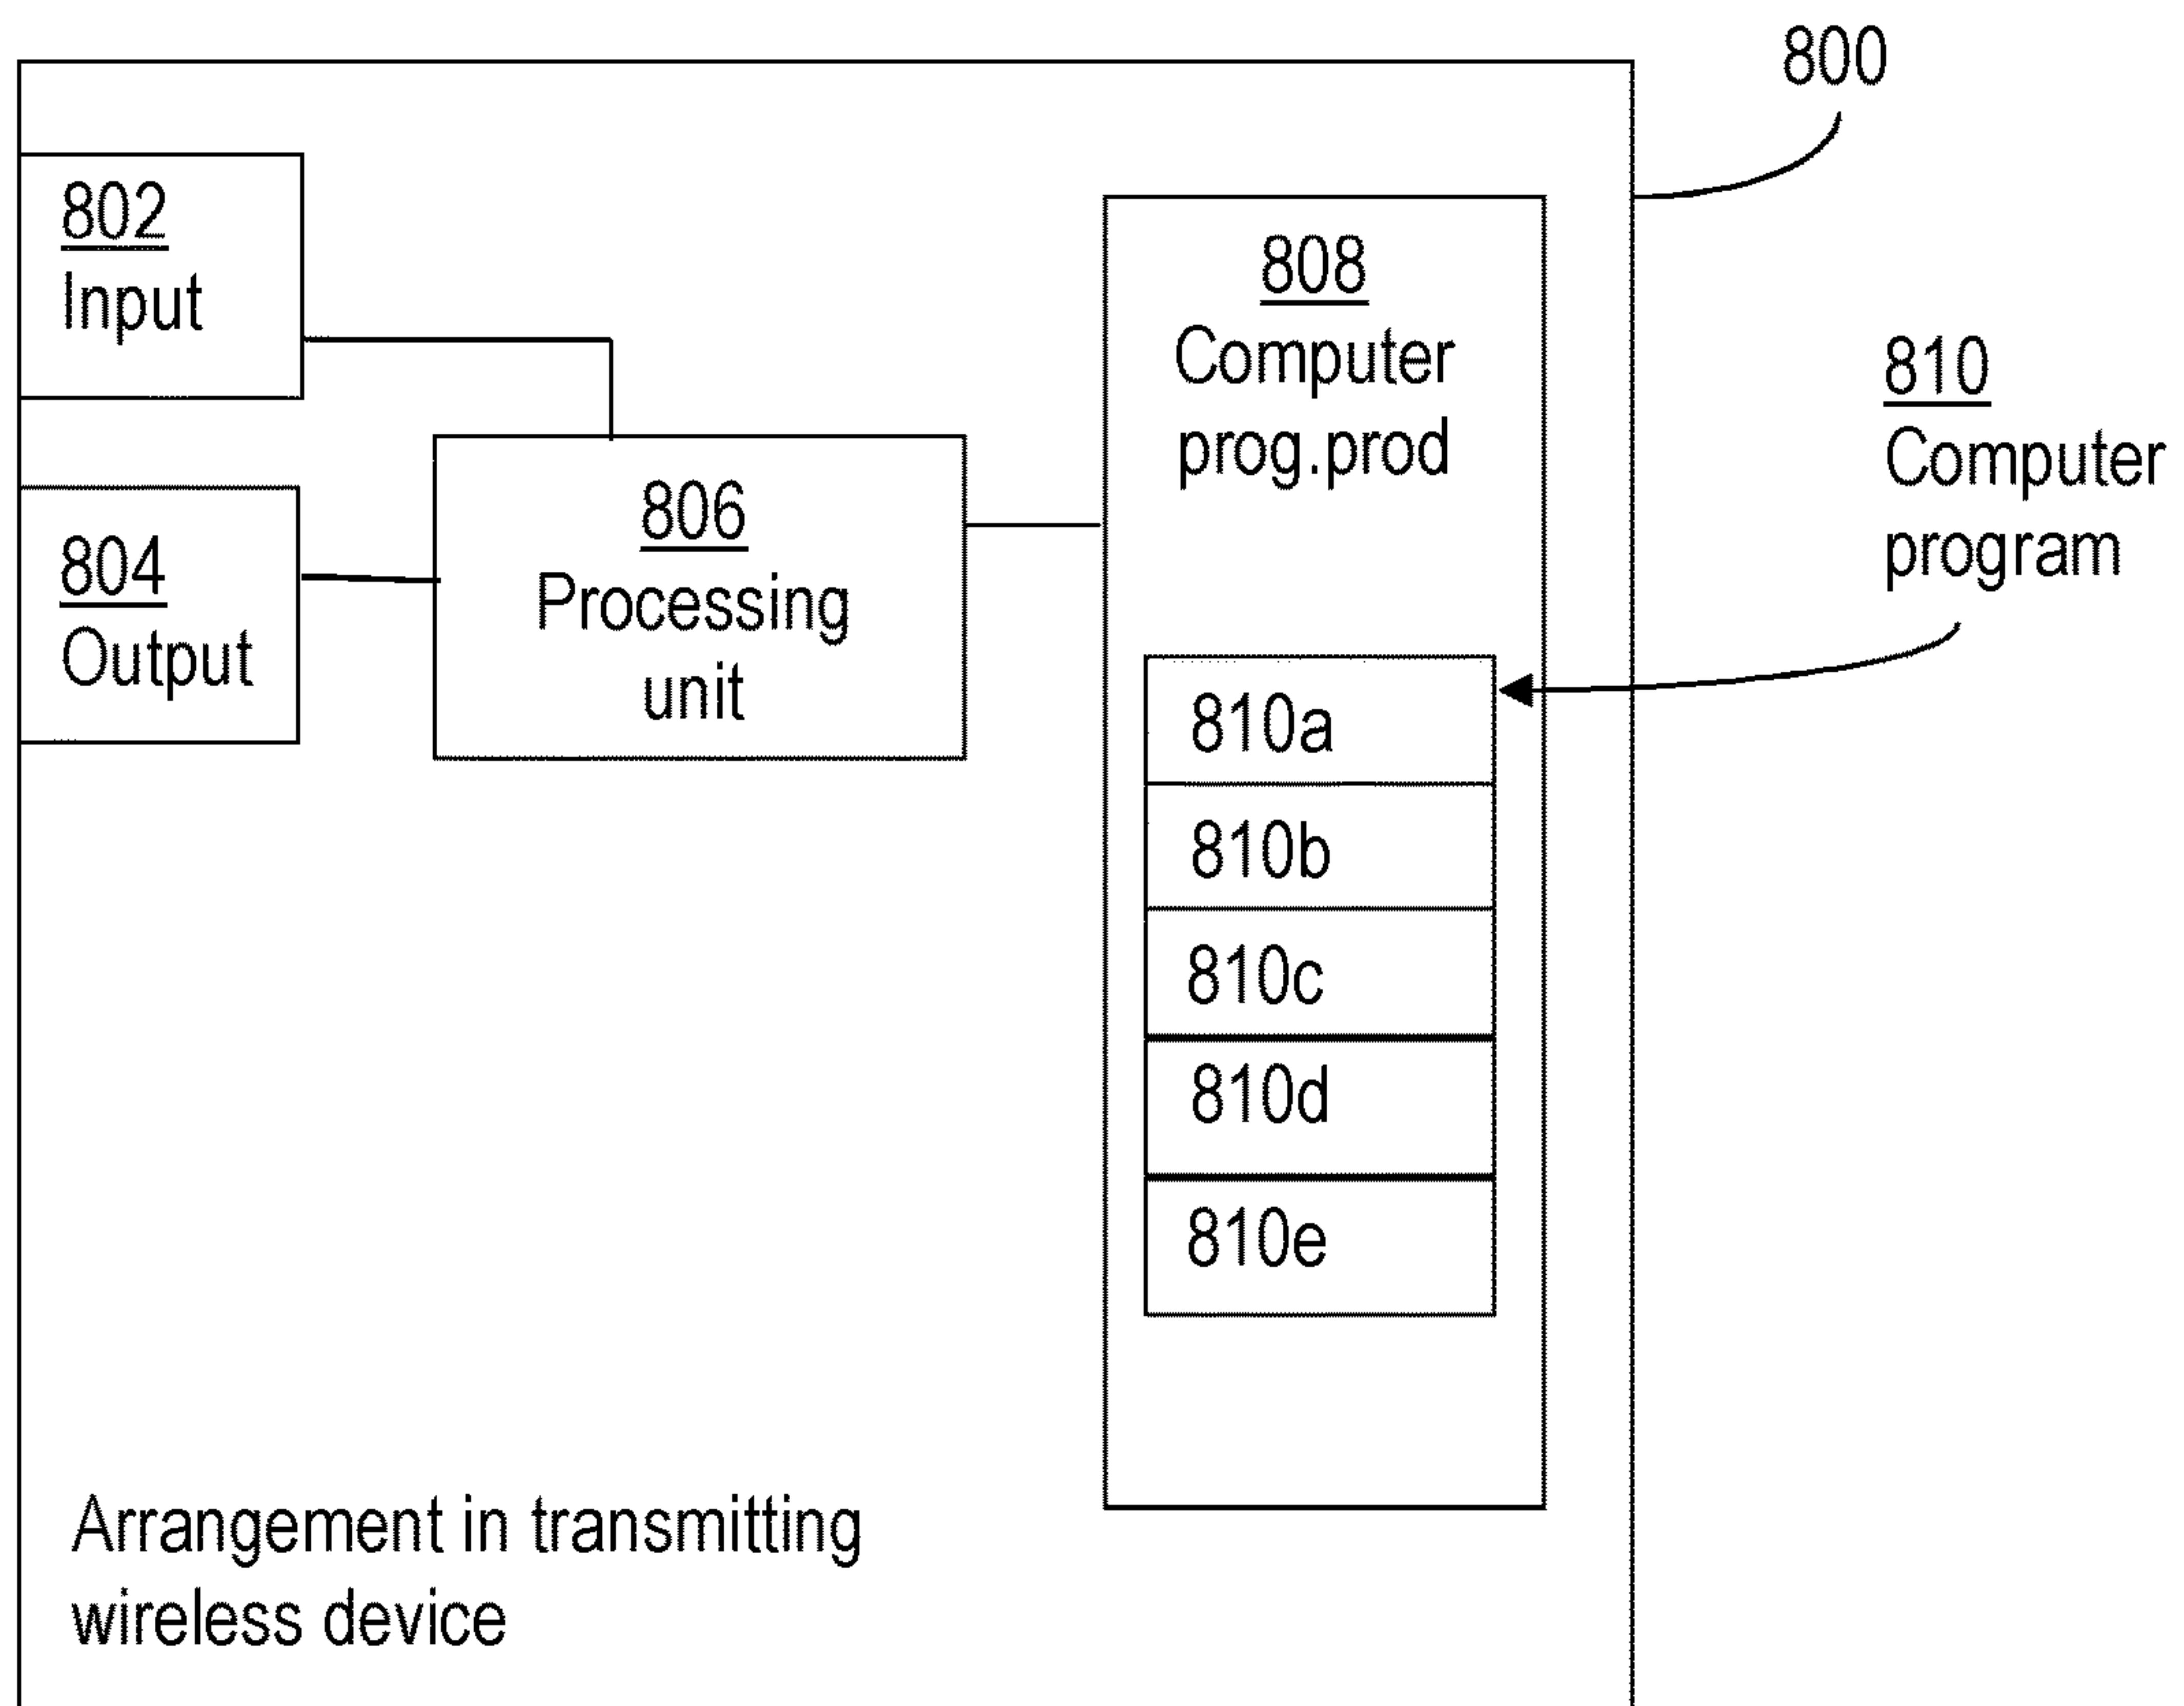 800
802
Input
804
Output
806
Processing
unit
808
Computer
prog.prod
810
Computer
program
810a
810b
810c
810d
810e
Arrangement in transmitting
wireless device